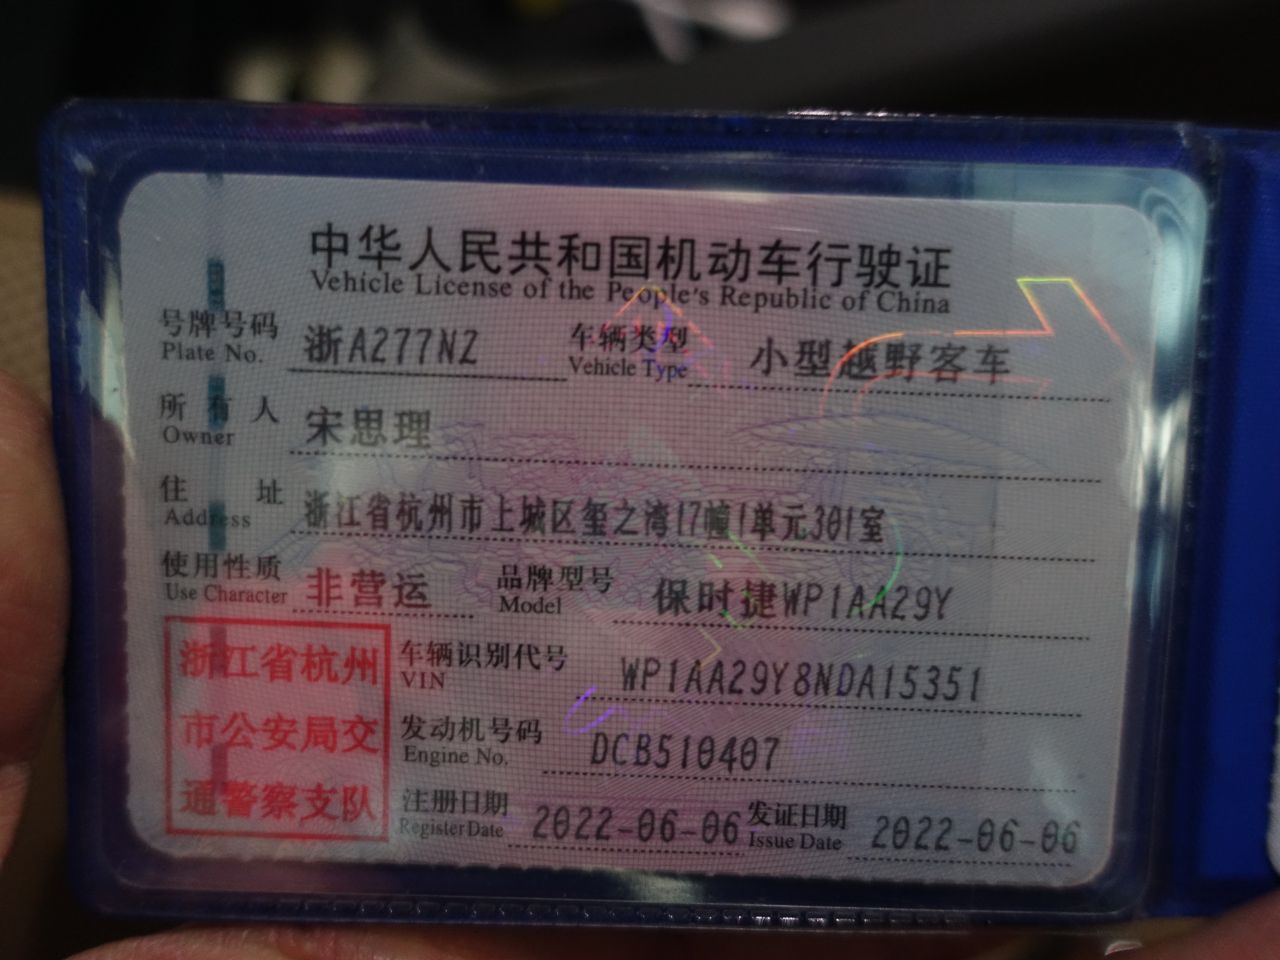 中华人民共和国机动车行驶证
Vehicle License of the People's Republic of China
号牌号码 浙A277NZ 车辆类型 小型越野客车
Plate No. Vehicle Type
所有人 宋思理
Owner
住址 浙江省杭州市上城区玺之湾17幢1单元301室
Address
使用性质 非营运 品牌型号 保时捷WP1AA29Y
Use Character Model
浙江省杭州 车辆识别代号 WP1AA29Y8NDA15351
VIN
市公安局交 发动机号码 DCB510407
Engine No.
通警察支队 注册日期 2022-06-06 发证日期 2022-06-06
Register Date Issue Date